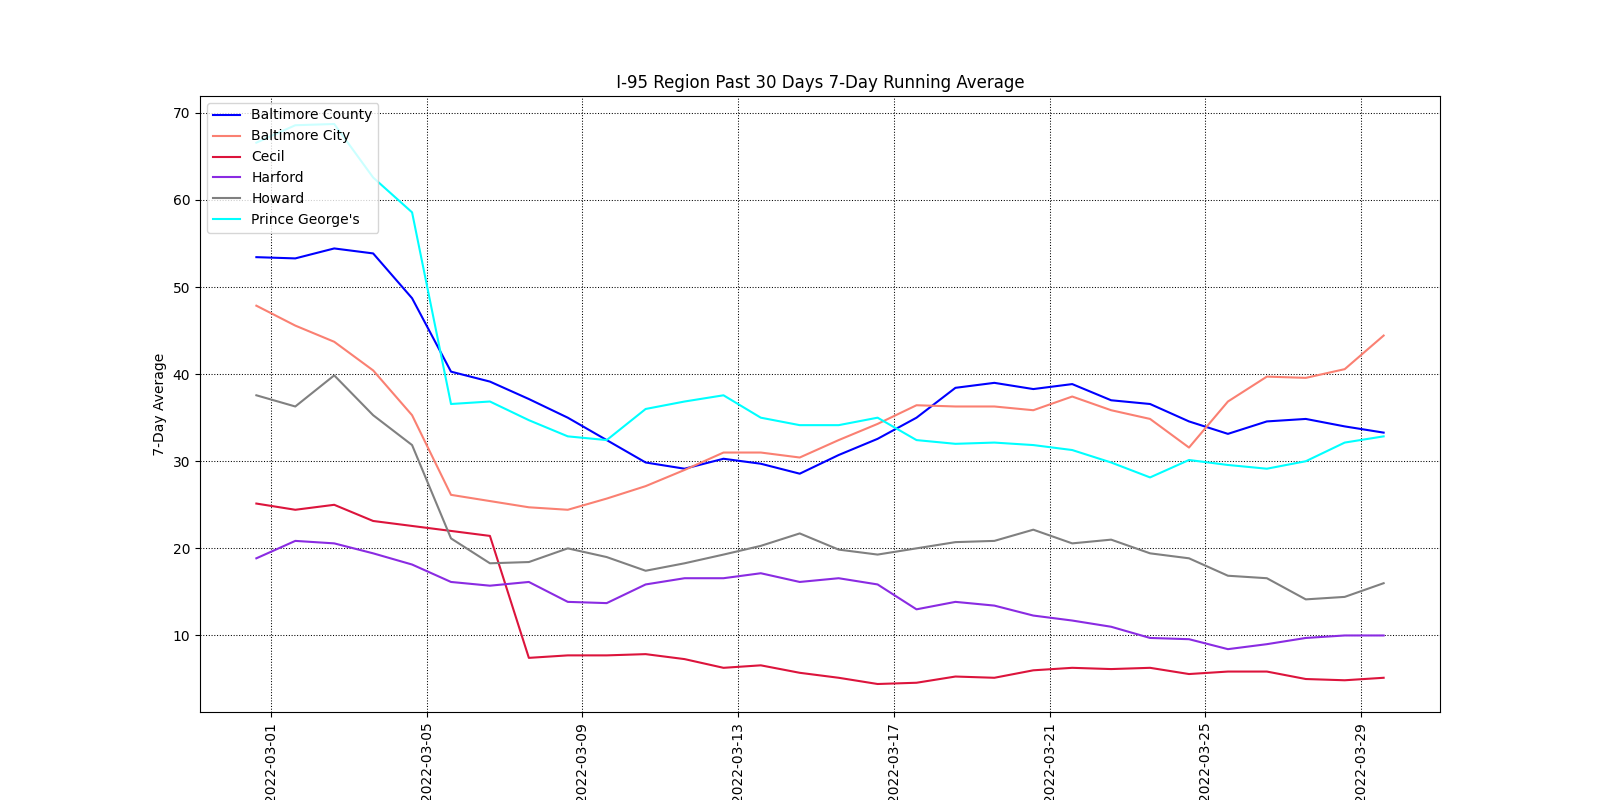 I-95 Region Past 30 Days 7-Day Running Average
70
60
50
40
30
20
10
7-Day Average
Baltimore County
Baltimore City
Cecil
Harford
Howard
Prince George's
2022-03-01
2022-03-05
2022-03-09
2022-03-13
2022-03-17
2022-03-21
2022-03-25
2022-03-29